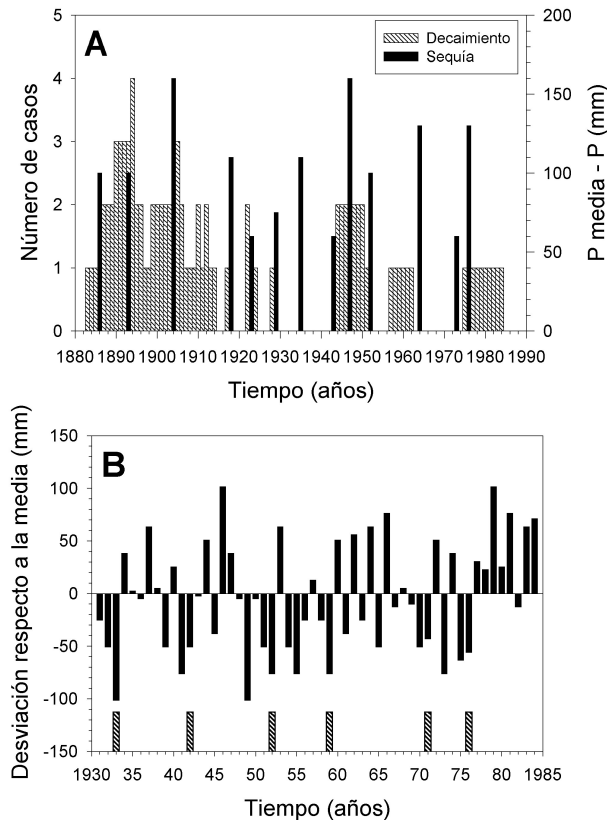 A
Decaimiento
Sequía
Número de casos
P media - P (mm)
5
4
3
2
1
0
200
150
100
50
0
1880 1890 1900 1910 1920 1930 1940 1950 1960 1970 1980 1990
Tiempo (años)
B
Desviación respecto a la media (mm)
150
100
50
0
-50
-100
-150
1930 35 40 45 50 55 60 65 70 75 80 1985
Tiempo (años)